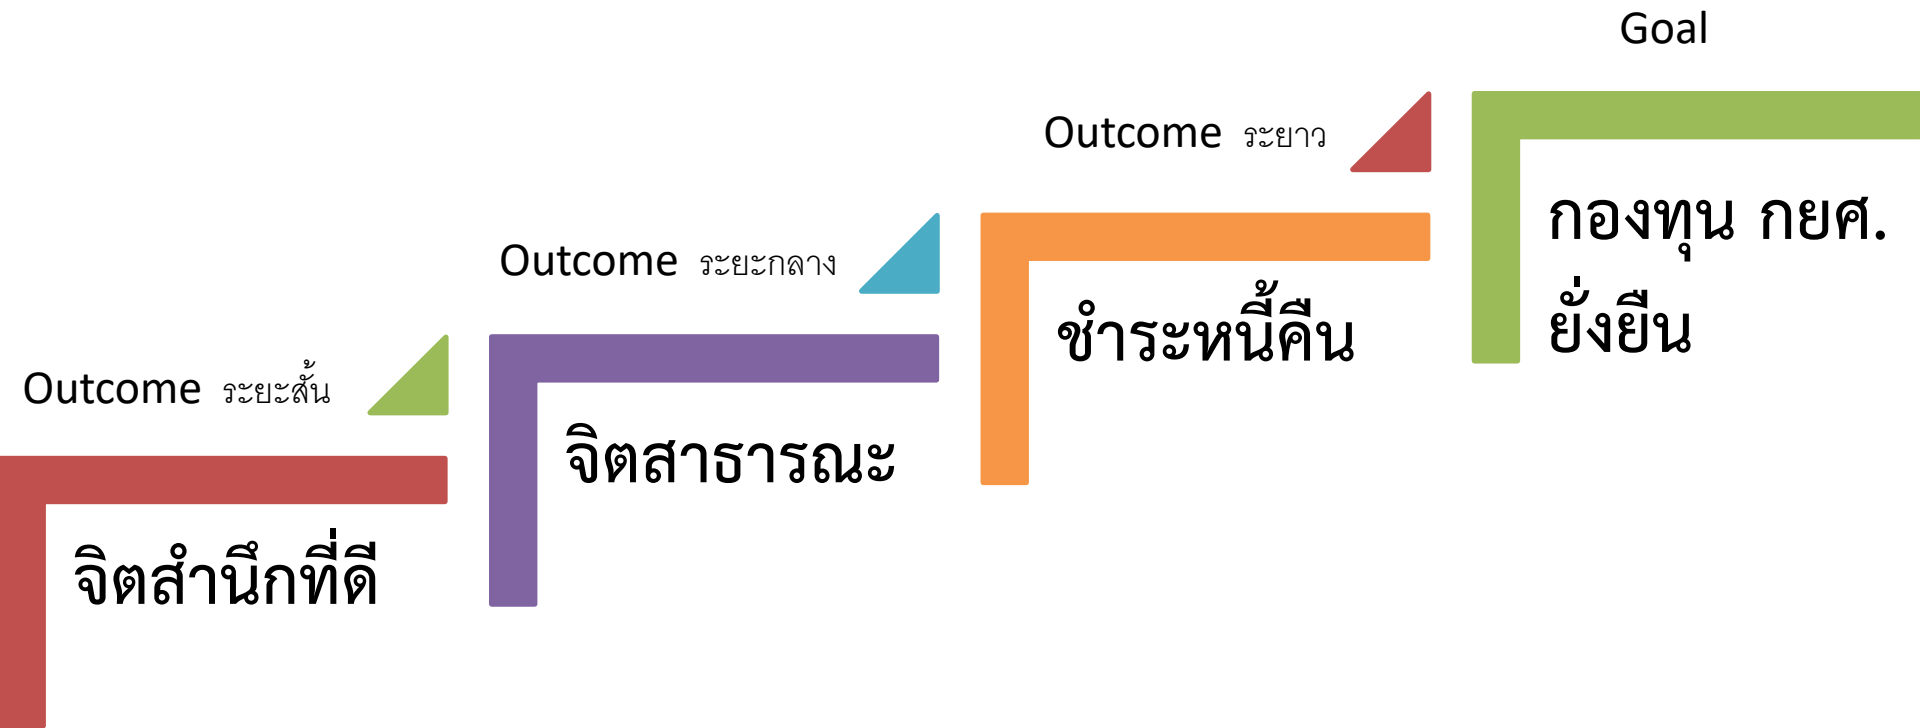 Outcome ระยะสั้น
จิตสำนึกที่ดี
Outcome ระยะกลาง
จิตสาธารณะ
Outcome ระยาว
ชำระหนี้คืน
Goal
กองทุน กยศ.
ยั่งยืน